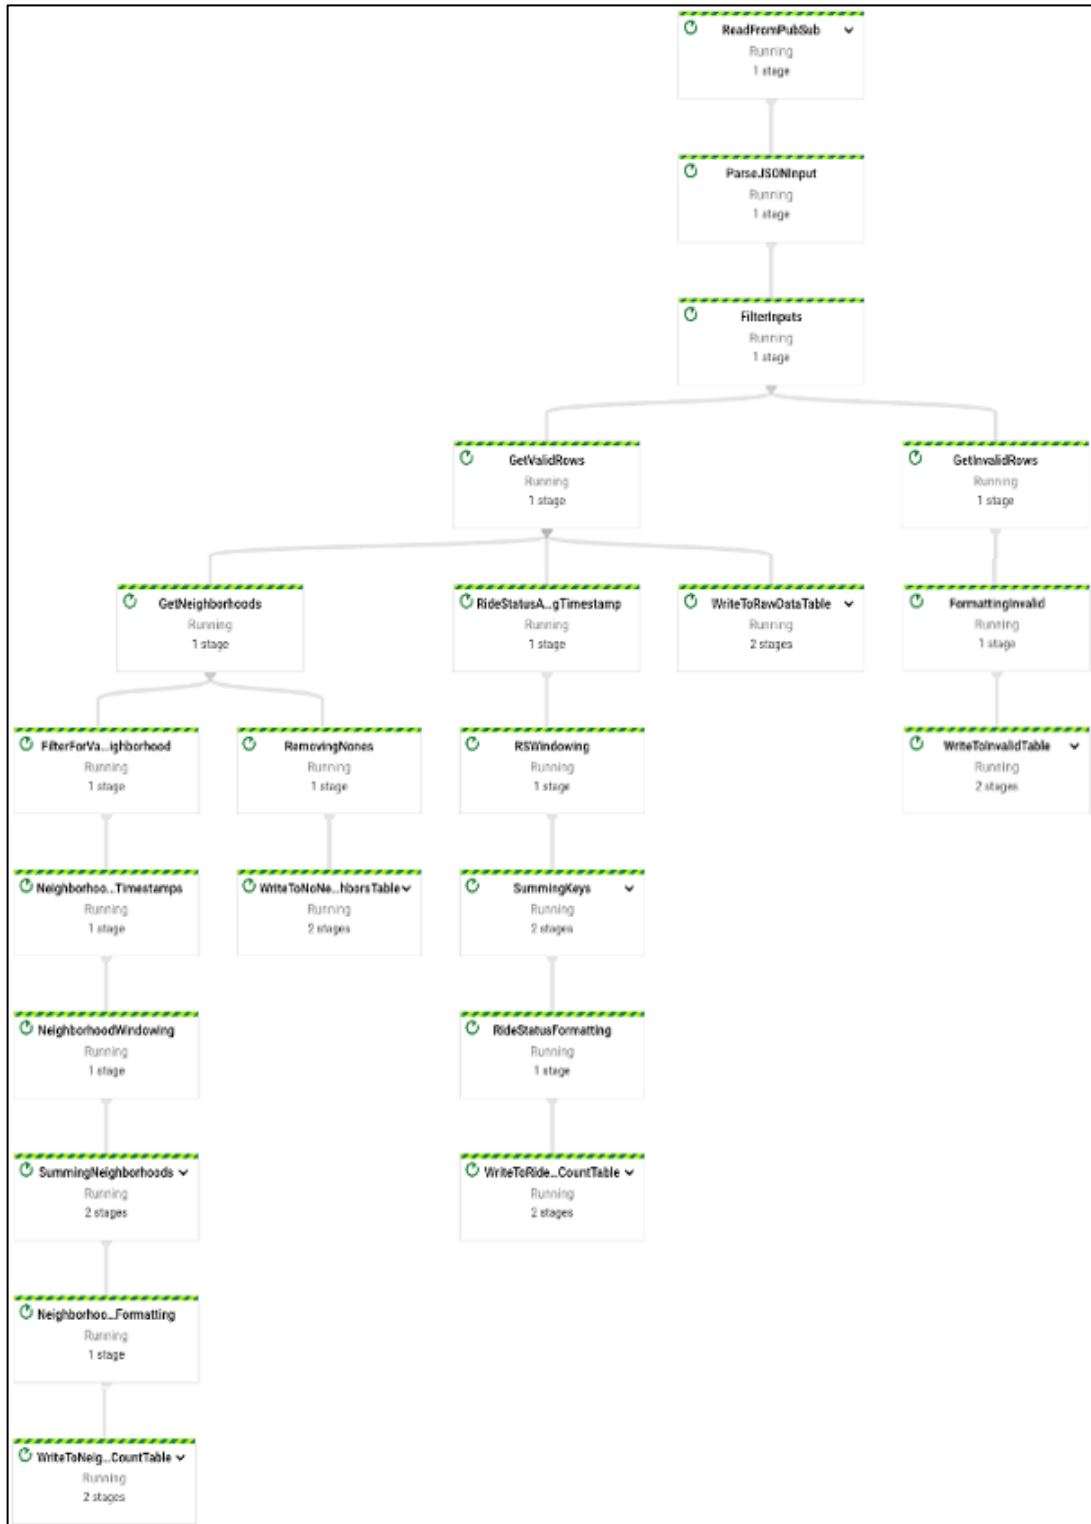 ReadFromPubSub
Running
1 stage
ParseJSONInput
Running
1 stage
FilterInputs
Running
1 stage
GetValidRows
Running
1 stage
GetInvalidRows
Running
1 stage
GetNeighborhoods
Running
1 stage
RideStatusA...gTimestamp
Running
1 stage
WriteToRawDataTable
Running
2 stages
FormattingInvalid
Running
1 stage
FilterForVa...ighborhood
Running
1 stage
RemovingNones
Running
1 stage
RSWindowing
Running
1 stage
WriteToInvalidTable
Running
2 stages
Neighborhoo...Timestamps
Running
1 stage
WriteToNoNe...hborsTable
Running
2 stages
SummingKeys
Running
2 stages
NeighborhoodWindowing
Running
1 stage
RideStatusFormatting
Running
1 stage
SummingNeighborhoods
Running
2 stages
WriteToRide...CountTable
Running
2 stages
Neighborhoo...Formatting
Running
1 stage
WriteToNeig...CountTable
Running
2 stages